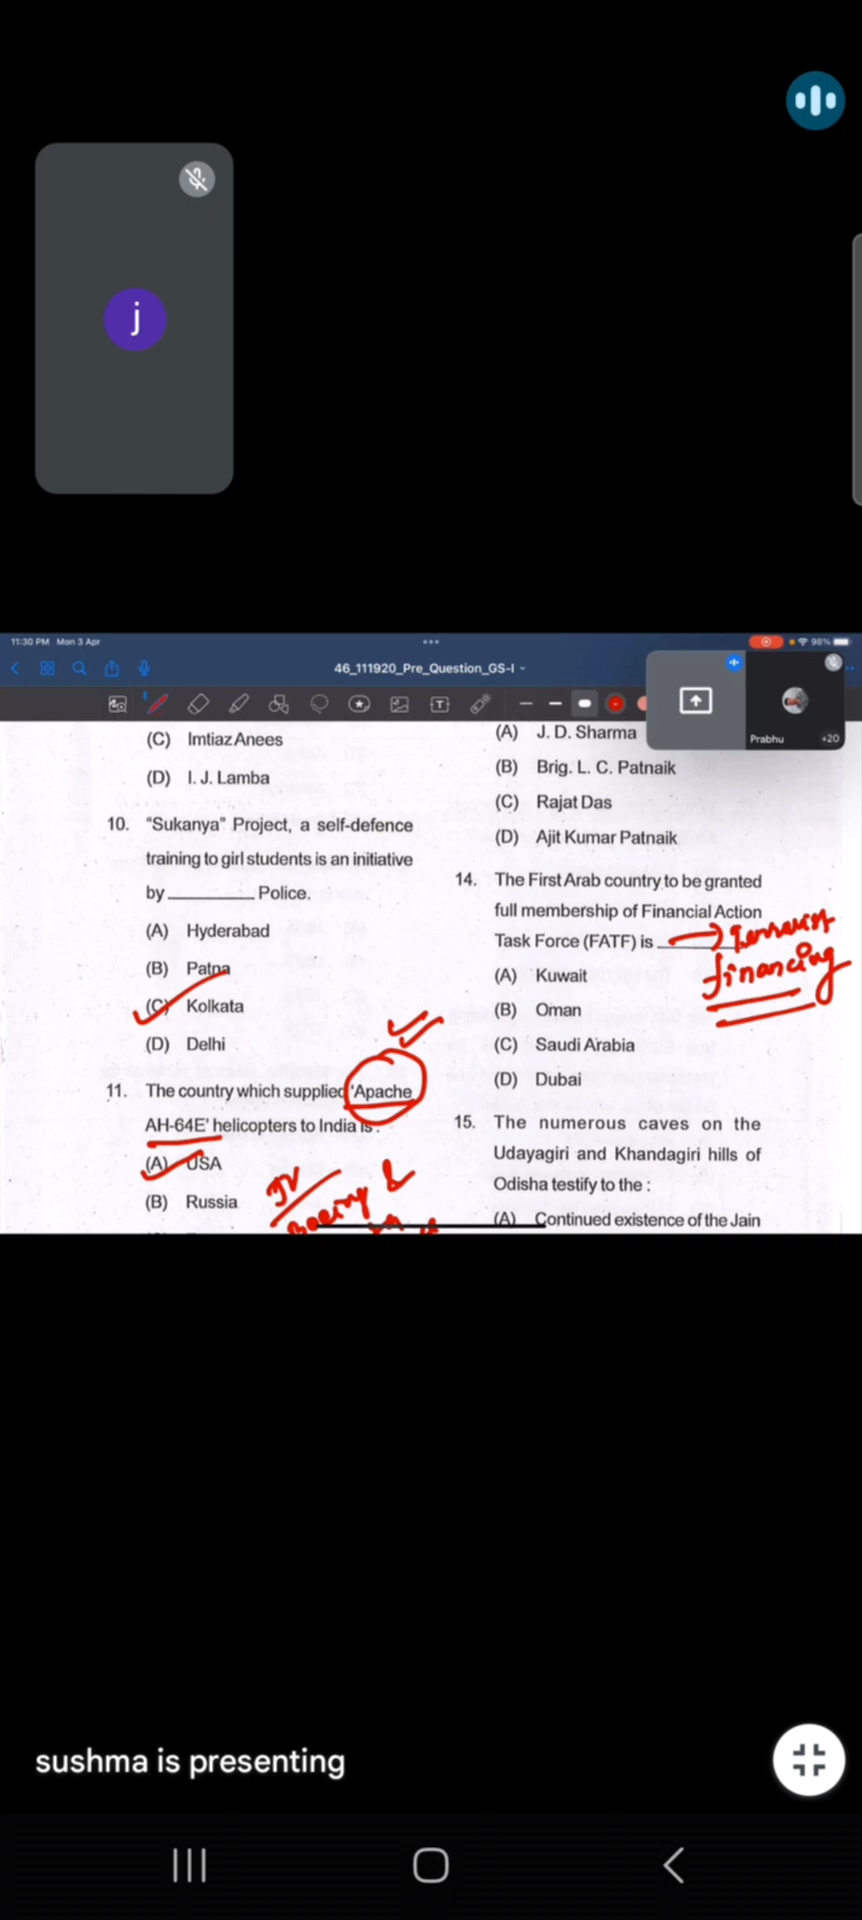 j
11:30 PM Mon 3 Apr
98%
46_111920_Pre_Question_GS-I
Prabhu
+20
(C) Imtiaz Anees
(D) I. J. Lamba
10. “Sukanya” Project, a self-defence
training to girl students is an initiative
by ________ Police.
(A) Hyderabad
(B) Patna
(C) Kolkata
(D) Delhi
11. The country which supplied ‘Apache
AH-64E’ helicopters to India is :
(A) USA
(B) Russia
JV
Boeing &
(A) J. D. Sharma
(B) Brig. L. C. Patnaik
(C) Rajat Das
(D) Ajit Kumar Patnaik
14. The First Arab country to be granted
full membership of Financial Action
Task Force (FATF) is ________
financing
(A) Kuwait
(B) Oman
(C) Saudi Arabia
(D) Dubai
15. The numerous caves on the
Udayagiri and Khandagiri hills of
Odisha testify to the :
(A) Continued existence of the Jain
sushma is presenting